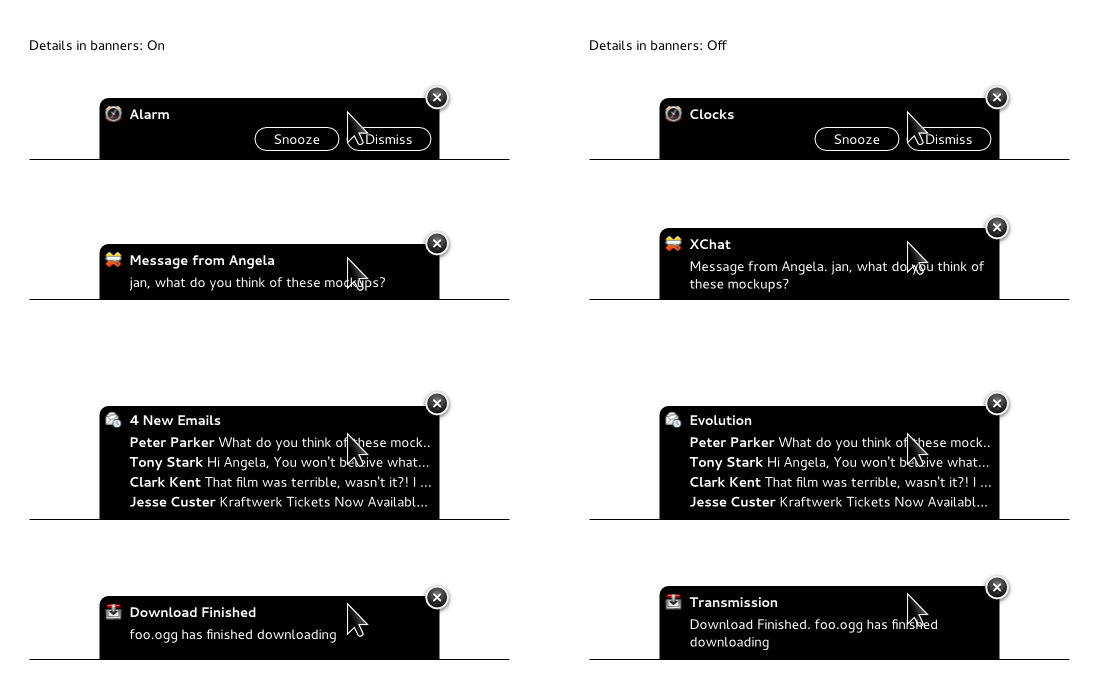 Details in banners: On
Alarm
Snooze Dismiss
Message from Angela
jan, what do you think of these mockups?
4 New Emails
Peter Parker What do you think of these mock..
Tony Stark Hi Angela, You won't believe what...
Clark Kent That film was terrible, wasn't it?! I ...
Jesse Custer Kraftwerk Tickets Now Availabl...
Download Finished
foo.ogg has finished downloading
Details in banners: Off
Clocks
Snooze Dismiss
XChat
Message from Angela. jan, what do you think of
these mockups?
Evolution
Peter Parker What do you think of these mock..
Tony Stark Hi Angela, You won't believe what...
Clark Kent That film was terrible, wasn't it?! I ...
Jesse Custer Kraftwerk Tickets Now Availabl...
Transmission
Download Finished. foo.ogg has finished
downloading